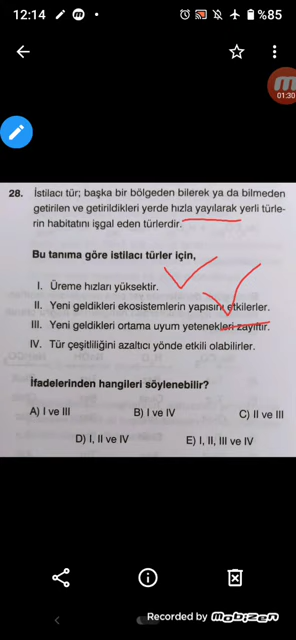 12:14
%85
01:30
28. İstilacı tür; başka bir bölgeden bilerek ya da bilmeden
getirilen ve getirildikleri yerde hızla yayılarak yerli türle-
rin habitatını işgal eden türlerdir.
Bu tanıma göre istilacı türler için,
I. Üreme hızları yüksektir.
II. Yeni geldikleri ekosistemlerin yapısını etkilerler.
III. Yeni geldikleri ortama uyum yetenekleri zayıftır.
IV. Tür çeşitliliğini azaltıcı yönde etkili olabilirler.
ifadelerinden hangileri söylenebilir?
A) I ve III B) I ve IV C) II ve III
D) I, II ve IV E) I, II, III ve IV
Recorded by mobizen